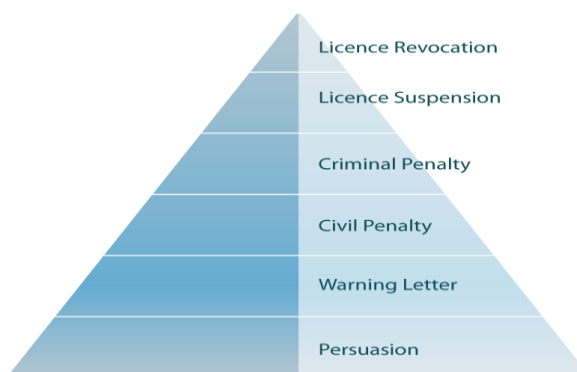 Licence Revocation
Licence Suspension
Criminal Penalty
Civil Penalty
Warning Letter
Persuasion